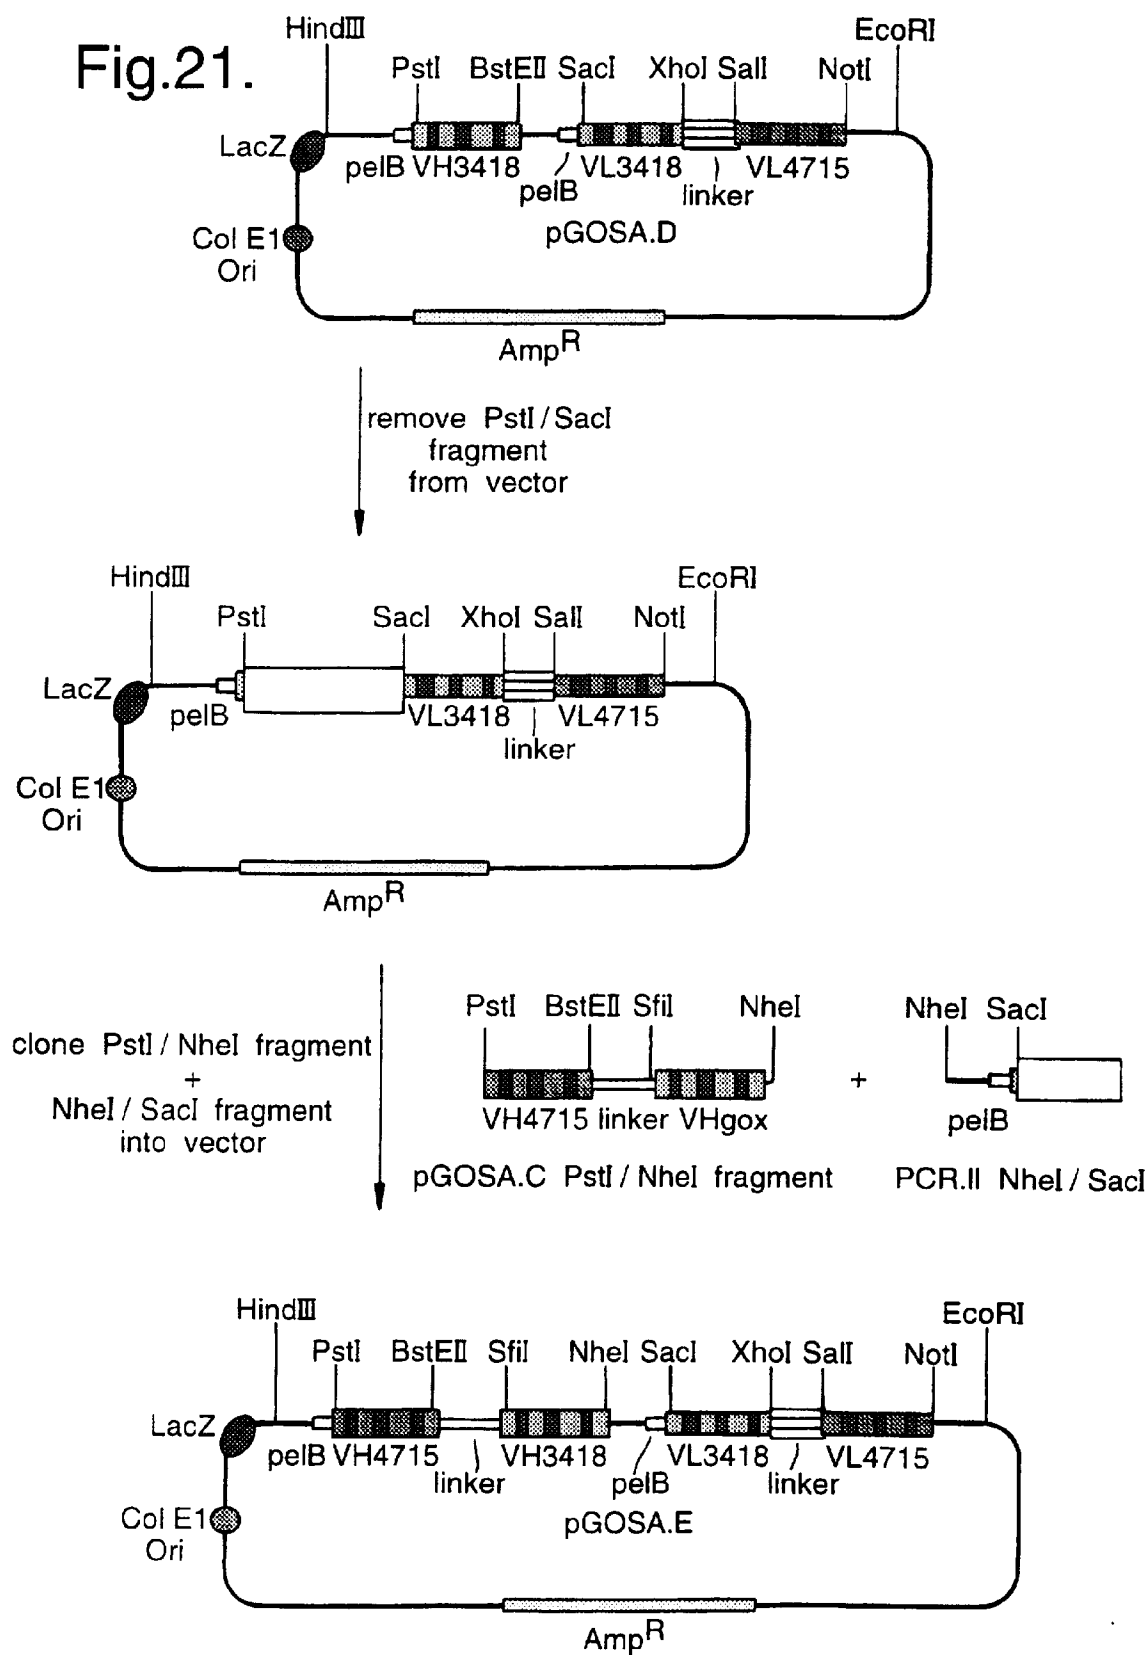 Fig.21.
HindIII EcoRI
PstI BstEII SacI XhoI SalI NotI
LacZ
pelB VH3418 VL3418 VL4715
pelB linker
Col E1
Ori
pGOSA.D
AmpR
remove PstI / SacI
fragment
from vector
HindIII EcoRI
PstI SacI XhoI SalI NotI
LacZ
pelB VL3418 VL4715
linker
Col E1
Ori
AmpR
clone PstI / NheI fragment
+
NheI / SacI fragment
into vector
PstI BstEII SfiI NheI NheI SacI
+
VH4715 linker VHgox pelB
pGOSA.C PstI / NheI fragment PCR.II NheI / SacI
HindIII EcoRI
PstI BstEII SfiI NheI SacI XhoI SalI NotI
LacZ
pelB VH4715 VH3418 VL3418 VL4715
linker pelB linker
Col E1
Ori
pGOSA.E
AmpR